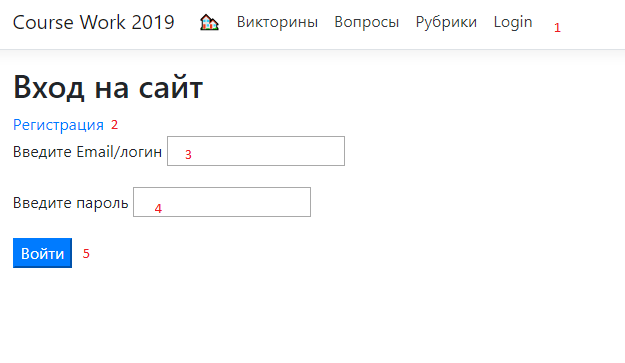 Course Work 2019 Викторины Вопросы Рубрики Login 1
Вход на сайт
Регистрация 2
Введите Email/логин 3
Введите пароль 4
Войти 5